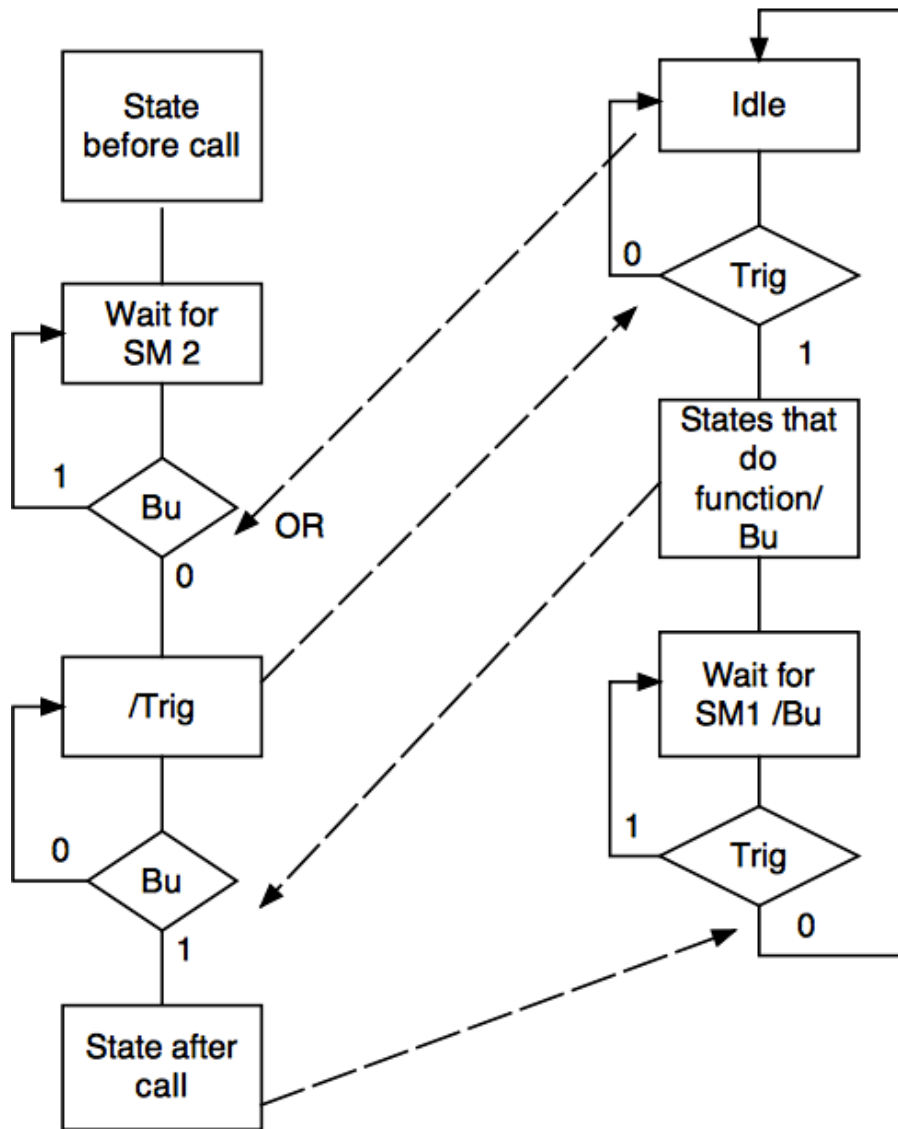 State
before call
Wait for
SM 2
1
Bu
0
OR
/Trig
0
Bu
1
State after
call
Idle
0
Trig
1
States that
do
function/
Bu
Wait for
SM1 /Bu
1
Trig
0